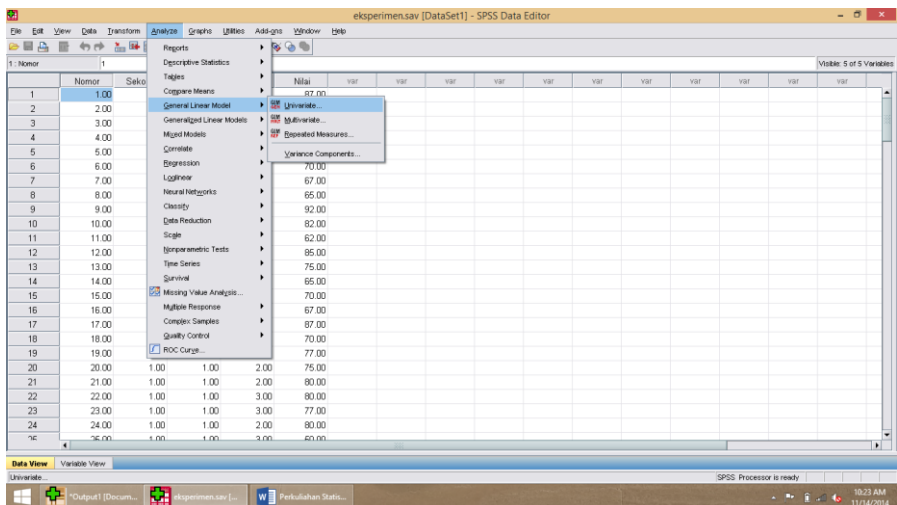 eksperimen.sav [DataSet1] - SPSS Data Editor
File Edit View Data Transform Analyze Graphs Utilities Add-ons Window Help
1 : Nomor 1 Visible: 5 of 5 Variables
Nomor Seko Nilai var var var var var var var var
Reports
Descriptive Statistics
Tables
Compare Means
General Linear Model
Generalized Linear Models
Mixed Models
Correlate
Regression
Loglinear
Neural Networks
Classify
Data Reduction
Scale
Nonparametric Tests
Time Series
Survival
Missing Value Analysis...
Multiple Response
Complex Samples
Quality Control
ROC Curve...
Univariate...
Multivariate...
Repeated Measures...
Variance Components...
1 1.00 87.00
2 2.00
3 3.00
4 4.00
5 5.00
6 6.00 70.00
7 7.00 67.00
8 8.00 65.00
9 9.00 92.00
10 10.00 82.00
11 11.00 62.00
12 12.00 85.00
13 13.00 75.00
14 14.00 65.00
15 15.00 70.00
16 16.00 67.00
17 17.00 87.00
18 18.00 70.00
19 19.00 77.00
20 20.00 1.00 1.00 2.00 75.00
21 21.00 1.00 1.00 2.00 80.00
22 22.00 1.00 1.00 3.00 80.00
23 23.00 1.00 1.00 3.00 77.00
24 24.00 1.00 1.00 2.00 80.00
Data View Variable View
Univariate... SPSS Processor is ready
*Output1 [Docum... eksperimen.sav [... Perkuliahan Statis... 10:23 AM
11/14/2014